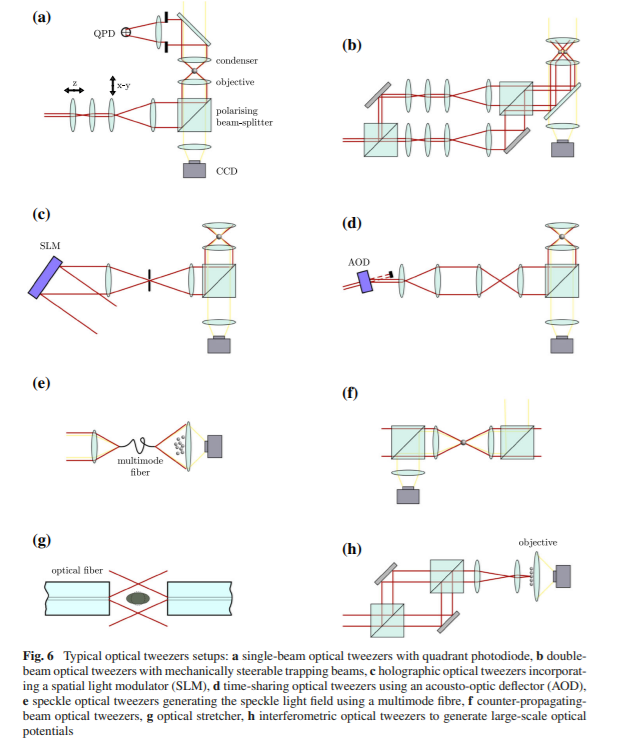 (a)
QPD
condenser
z
x-y
objective
polarising
beam-splitter
CCD
(b)
(c)
SLM
(d)
AOD
(e)
multimode
fiber
(f)
(g)
optical fiber
(h)
objective
Fig. 6 Typical optical tweezers setups: a single-beam optical tweezers with quadrant photodiode, b double-
beam optical tweezers with mechanically steerable trapping beams, c holographic optical tweezers incorporat-
ing a spatial light modulator (SLM), d time-sharing optical tweezers using an acousto-optic deflector (AOD),
e speckle optical tweezers generating the speckle light field using a multimode fibre, f counter-propagating-
beam optical tweezers, g optical stretcher, h interferometric optical tweezers to generate large-scale optical
potentials